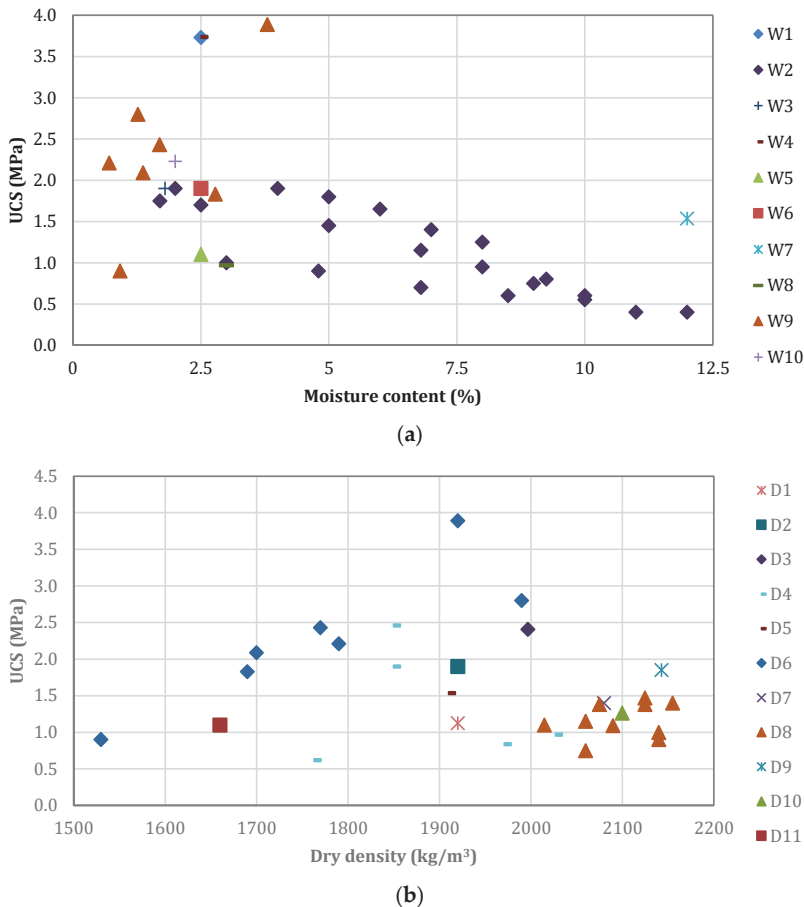 4.0
3.5
3.0
2.5
2.0
1.5
1.0
0.5
0.0
UCS (MPa)
0 2.5 5 7.5 10 12.5
Moisture content (%)
W1
W2
W3
W4
W5
W6
W7
W8
W9
W10
(a)
4.5
4.0
3.5
3.0
2.5
2.0
1.5
1.0
0.5
0.0
UCS (MPa)
1500 1600 1700 1800 1900 2000 2100 2200
Dry density (kg/m³)
D1
D2
D3
D4
D5
D6
D7
D8
D9
D10
D11
(b)